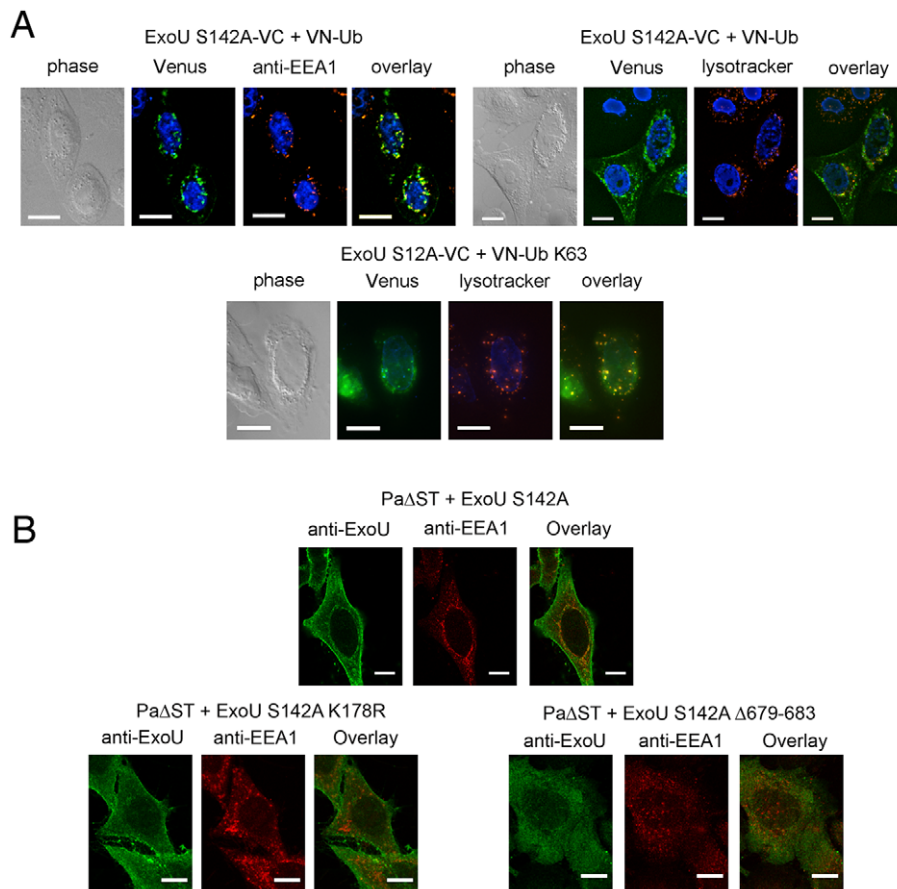 A
ExoU S142A-VC + VN-Ub
phase Venus anti-EEA1 overlay
ExoU S142A-VC + VN-Ub
phase Venus lysotracker overlay
ExoU S12A-VC + VN-Ub K63
phase Venus lysotracker overlay
B
PaΔST + ExoU S142A
anti-ExoU anti-EEA1 Overlay
PaΔST + ExoU S142A K178R
anti-ExoU anti-EEA1 Overlay
PaΔST + ExoU S142A Δ679-683
anti-ExoU anti-EEA1 Overlay